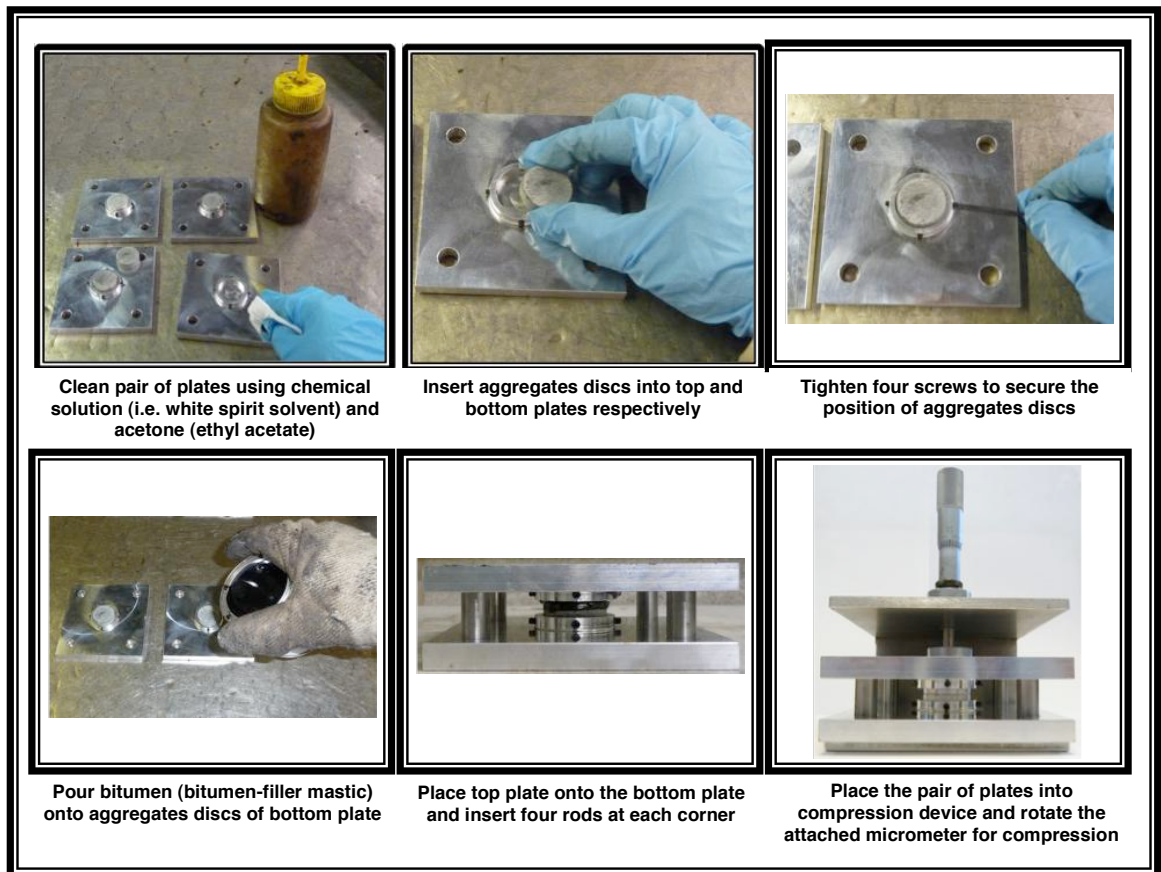 Clean pair of plates using chemical
solution (i.e. white spirit solvent) and
acetone (ethyl acetate)
Insert aggregates discs into top and
bottom plates respectively
Tighten four screws to secure the
position of aggregates discs
Pour bitumen (bitumen-filler mastic)
onto aggregates discs of bottom plate
Place top plate onto the bottom plate
and insert four rods at each corner
Place the pair of plates into
compression device and rotate the
attached micrometer for compression